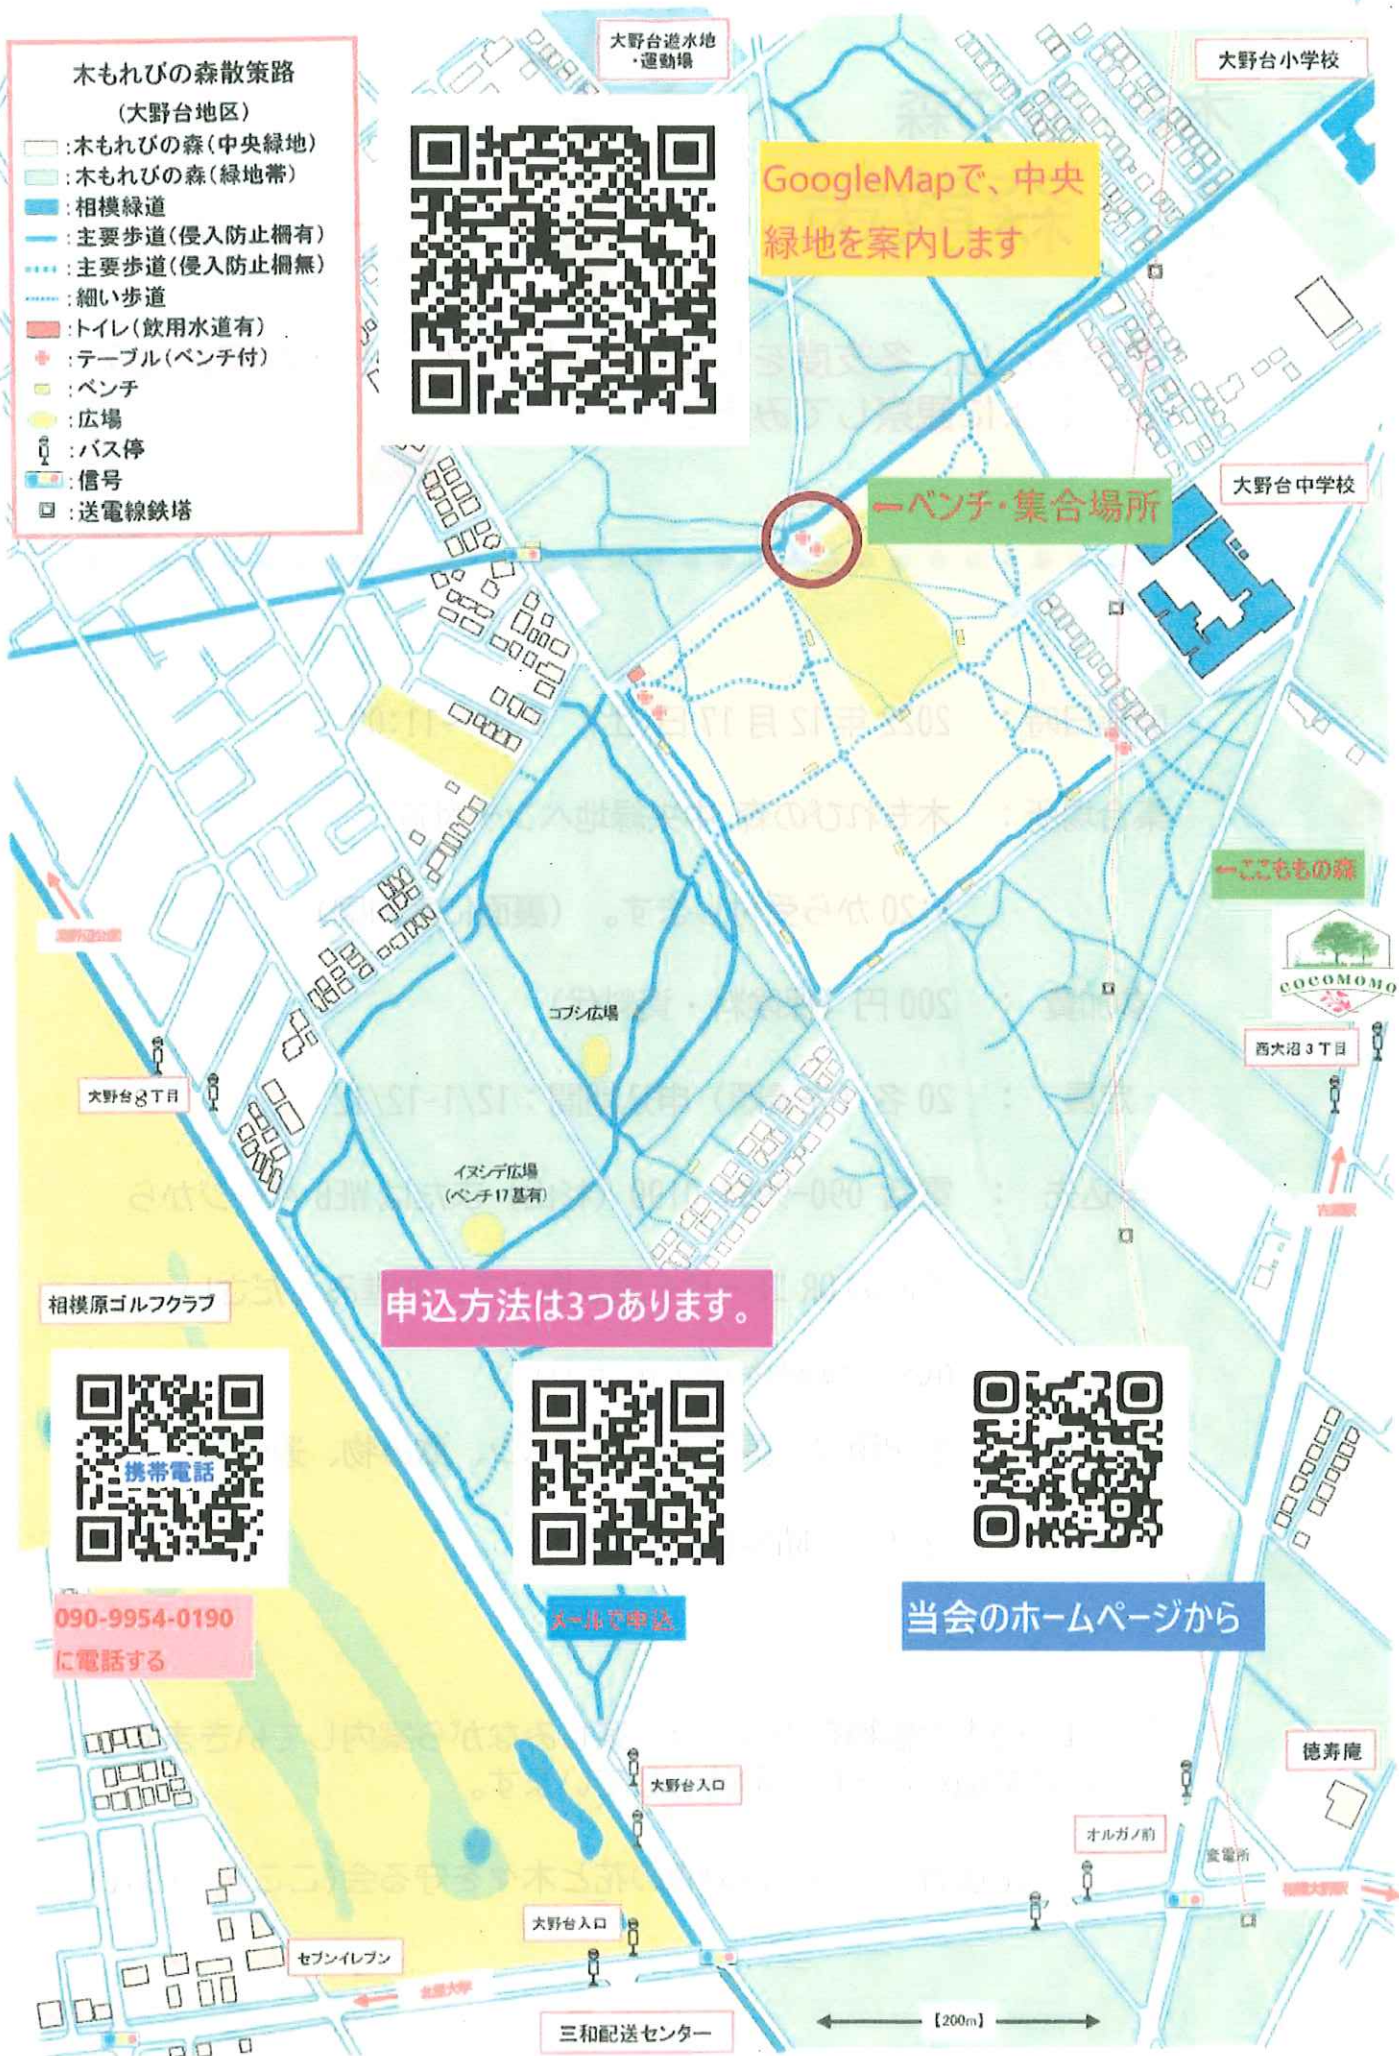 木もれびの森散策路
(大野台地区)
:木もれびの森(中央緑地)
:木もれびの森(緑地帯)
:相模緑道
:主要歩道(侵入防止柵有)
:主要歩道(侵入防止柵無)
:細い歩道
:トイレ(飲用水道有)
:テーブル(ベンチ付)
:ベンチ
:広場
:バス停
:信号
:送電線鉄塔
大野台遊水地
・運動場
大野台小学校
GoogleMapで、中央
緑地を案内します
大野台中学校
←ベンチ・集合場所
←ここももの森
COCOMOMO
西大沼3丁目
コブシ広場
大野台8丁目
イヌシデ広場
(ベンチ17基有)
相模原ゴルフクラブ
申込方法は3つあります。
携帯電話
090-9954-0190
に電話する
メールで申込
当会のホームページから
徳寿庵
大野台入口
オルガノ前
変電所
相模大野駅
大野台入口
セブンイレブン
北里大学
三和配送センター
【200m】